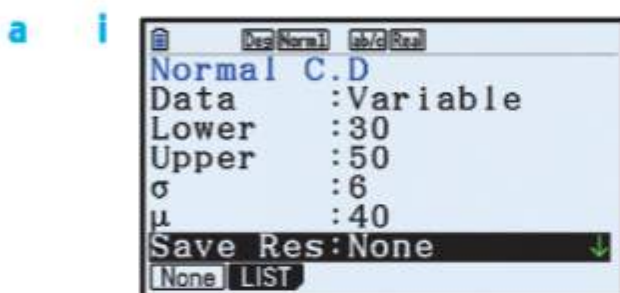 a i
Deg Norm1 ab/c Real
Normal C.D
Data :Variable
Lower :30
Upper :50
σ :6
μ :40
Save Res:None
None LIST